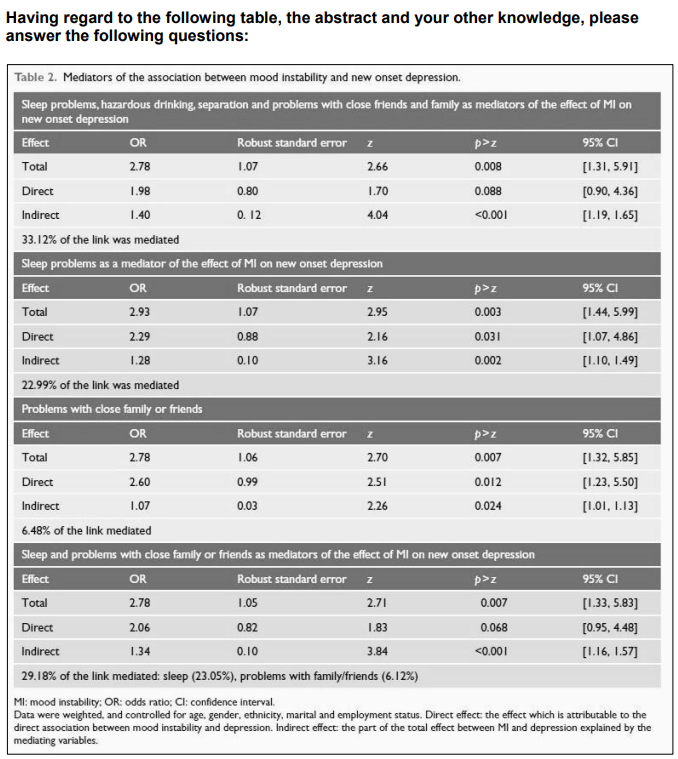 Having regard to the following table, the abstract and your other knowledge, please
answer the following questions:
Table 2. Mediators of the association between mood instability and new onset depression.
Sleep problems, hazardous drinking, separation and problems with close friends and family as mediators of the effect of MI on
new onset depression
Effect OR Robust standard error z p>z 95% CI
Total 2.78 1.07 2.66 0.008 [1.31, 5.91]
Direct 1.98 0.80 1.70 0.088 [0.90, 4.36]
Indirect 1.40 0. 12 4.04 <0.001 [1.19, 1.65]
33.12% of the link was mediated
Sleep problems as a mediator of the effect of MI on new onset depression
Effect OR Robust standard error z p>z 95% CI
Total 2.93 1.07 2.95 0.003 [1.44, 5.99]
Direct 2.29 0.88 2.16 0.031 [1.07, 4.86]
Indirect 1.28 0.10 3.16 0.002 [1.10, 1.49]
22.99% of the link was mediated
Problems with close family or friends
Effect OR Robust standard error z p>z 95% CI
Total 2.78 1.06 2.70 0.007 [1.32, 5.85]
Direct 2.60 0.99 2.51 0.012 [1.23, 5.50]
Indirect 1.07 0.03 2.26 0.024 [1.01, 1.13]
6.48% of the link mediated
Sleep and problems with close family or friends as mediators of the effect of MI on new onset depression
Effect OR Robust standard error z p>z 95% CI
Total 2.78 1.05 2.71 0.007 [1.33, 5.83]
Direct 2.06 0.82 1.83 0.068 [0.95, 4.48]
Indirect 1.34 0.10 3.84 <0.001 [1.16, 1.57]
29.18% of the link mediated: sleep (23.05%), problems with family/friends (6.12%)
MI: mood instability; OR: odds ratio; CI: confidence interval.
Data were weighted, and controlled for age, gender, ethnicity, marital and employment status. Direct effect: the effect which is attributable to the
direct association between mood instability and depression. Indirect effect: the part of the total effect between MI and depression explained by the
mediating variables.